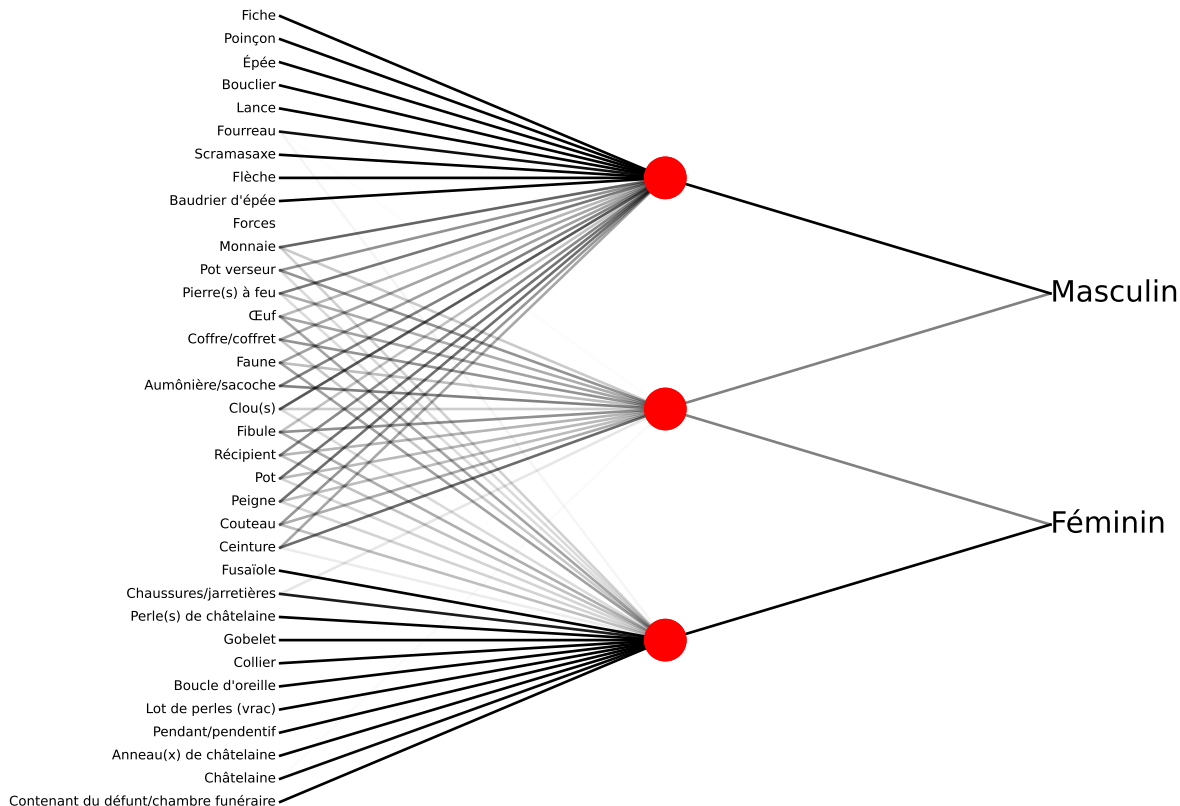 Fiche
Poinçon
Épée
Bouclier
Lance
Fourreau
Scramasaxe
Flèche
Baudrier d'épée
Forces
Monnaie
Pot verseur
Pierre(s) à feu
Œuf
Coffre/coffret
Faune
Aumônière/sacoche
Clou(s)
Fibule
Récipient
Pot
Peigne
Couteau
Ceinture
Fusaïole
Chaussures/jarretières
Perle(s) de châtelaine
Gobelet
Collier
Boucle d'oreille
Lot de perles (vrac)
Pendant/pendentif
Anneau(x) de châtelaine
Châtelaine
Contenant du défunt/chambre funéraire
Masculin
Féminin